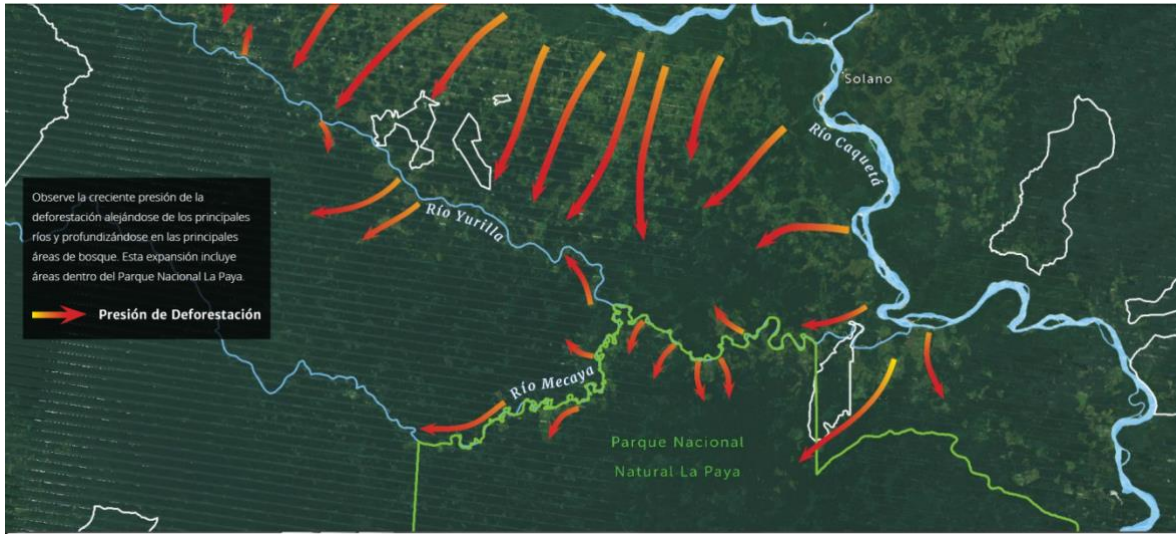 Solano
Río Caquetá
Observe la creciente presión de la
deforestación alejándose de los principales
ríos y profundizándose en las principales
áreas de bosque. Esta expansión incluye
áreas dentro del Parque Nacional La Paya.
Presión de Deforestación
Río Yurilla
Río Mecaya
Parque Nacional
Natural La Paya